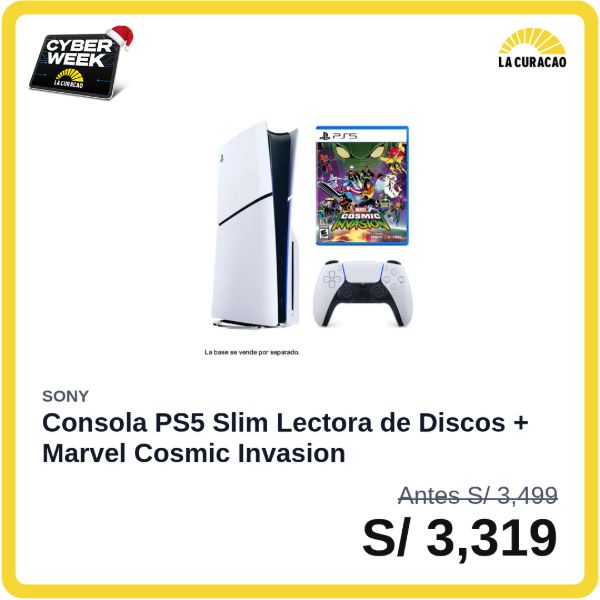 CYBER
WEEK
LA CURACAO
LA CURACAO
PS5
MARVEL
COSMIC
INVASION
La base se vende por separado.
SONY
Consola PS5 Slim Lectora de Discos +
Marvel Cosmic Invasion
Antes S/ 3,499
S/ 3,319